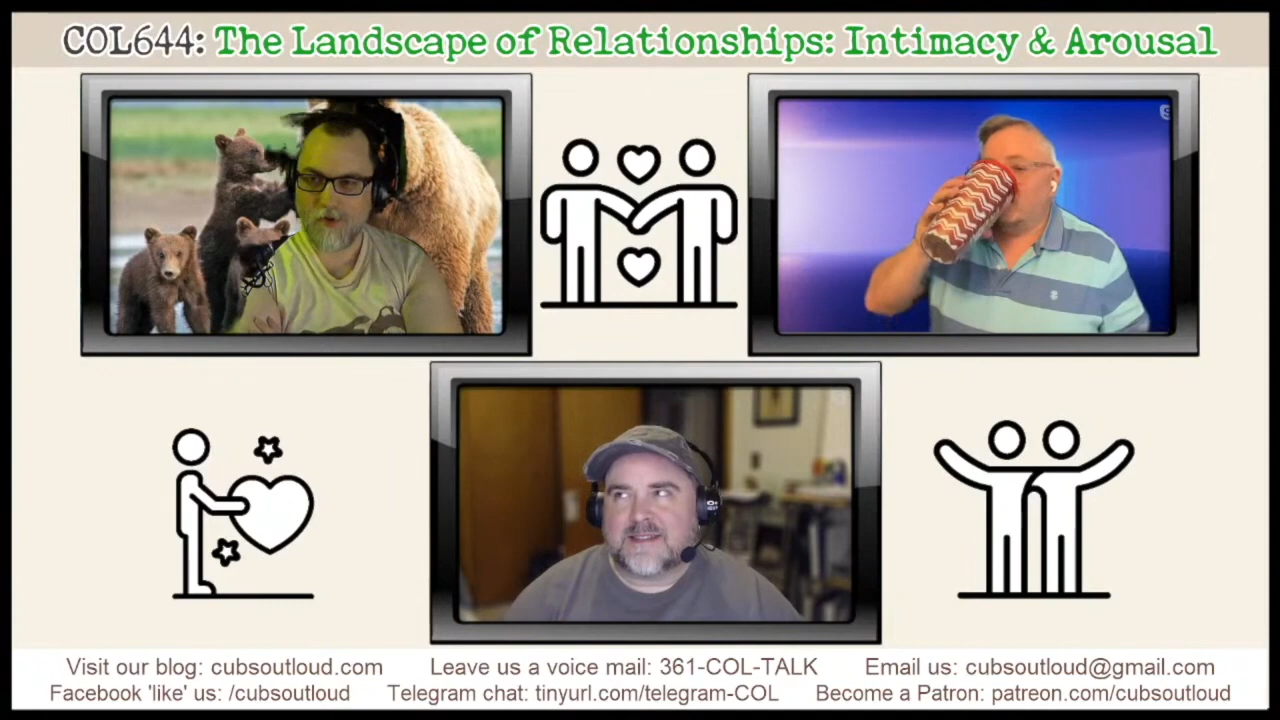 COL644: The Landscape of Relationships: Intimacy & Arousal
Visit our blog: cubsoutloud.com Leave us a voice mail: 361-COL-TALK Email us: cubsoutloud@gmail.com
Facebook 'like' us: /cubsoutloud Telegram chat: tinyurl.com/telegram-COL Become a Patron: patreon.com/cubsoutloud